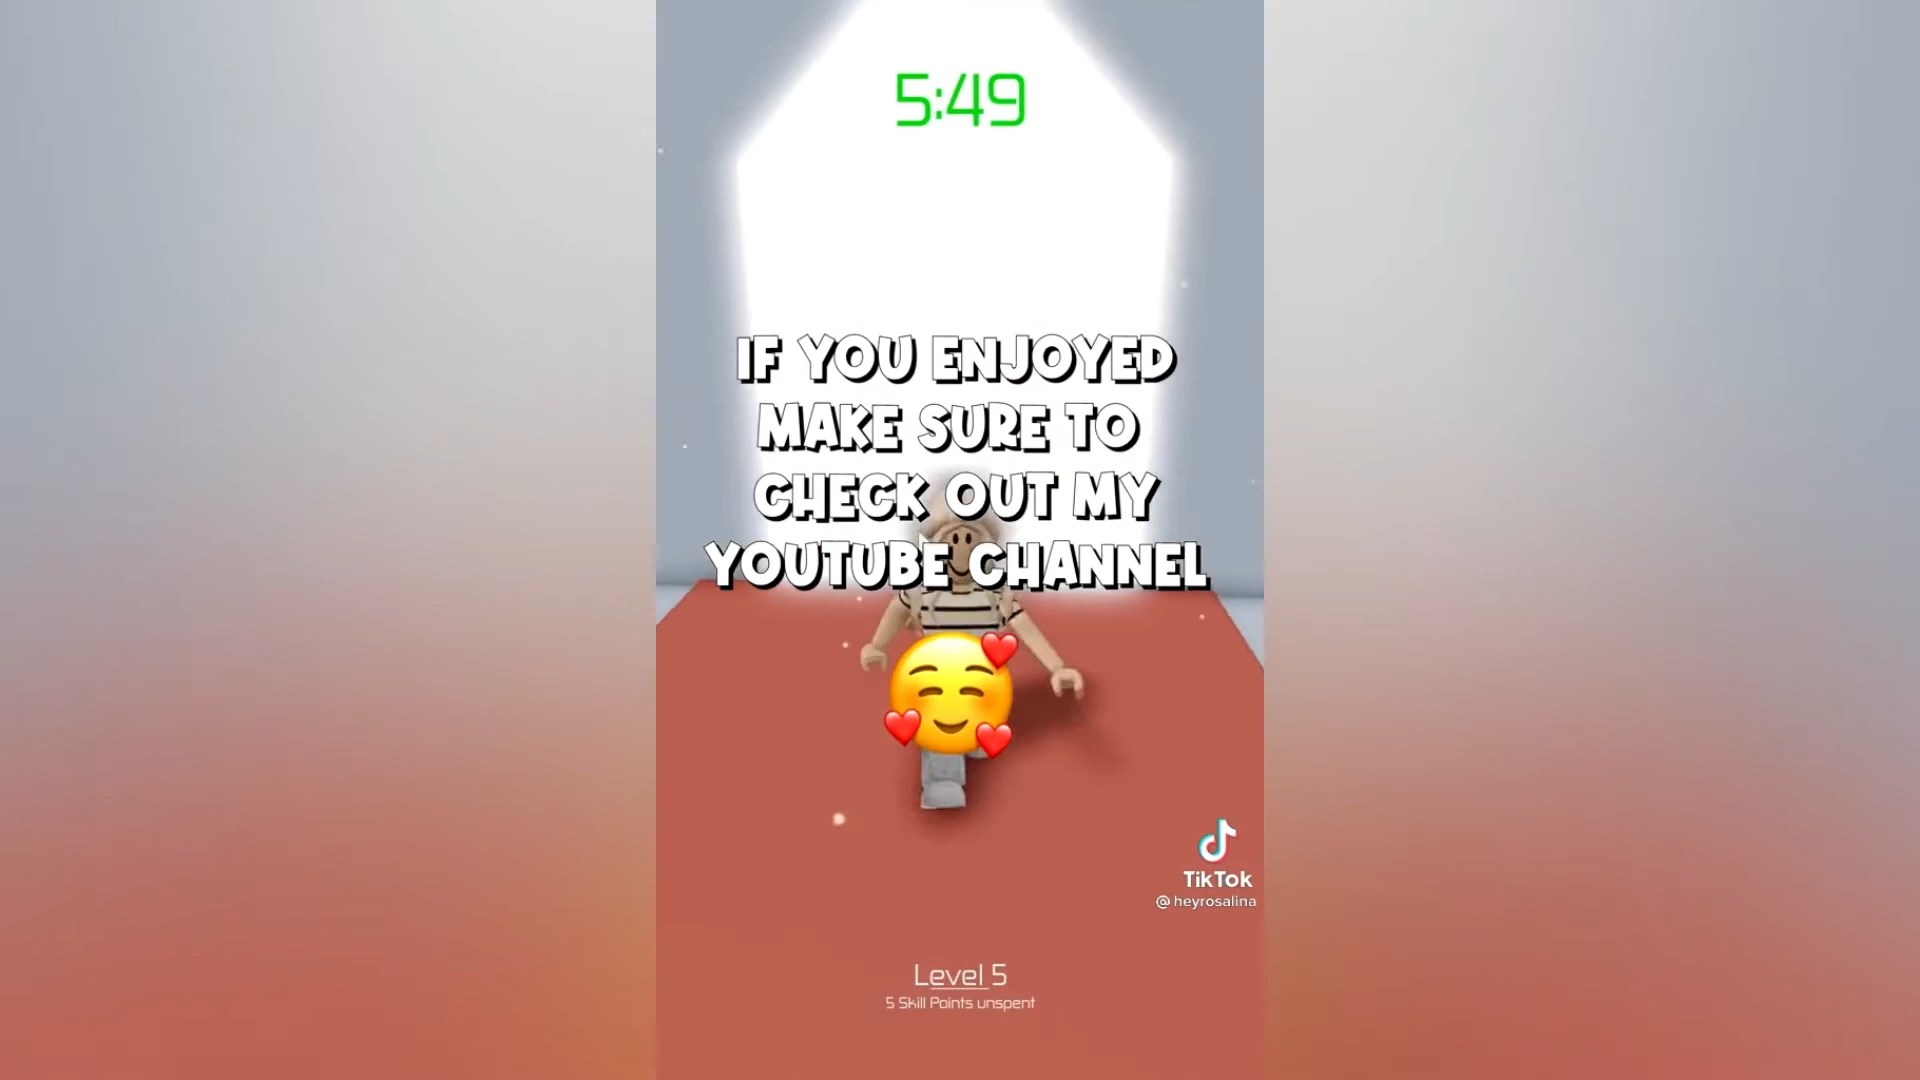 5:49
IF YOU ENJOYED
MAKE SURE TO
CHECK OUT MY
YOUTUBE CHANNEL
TikTok
@heyrosalina
Level 5
5 Skill Points unspent